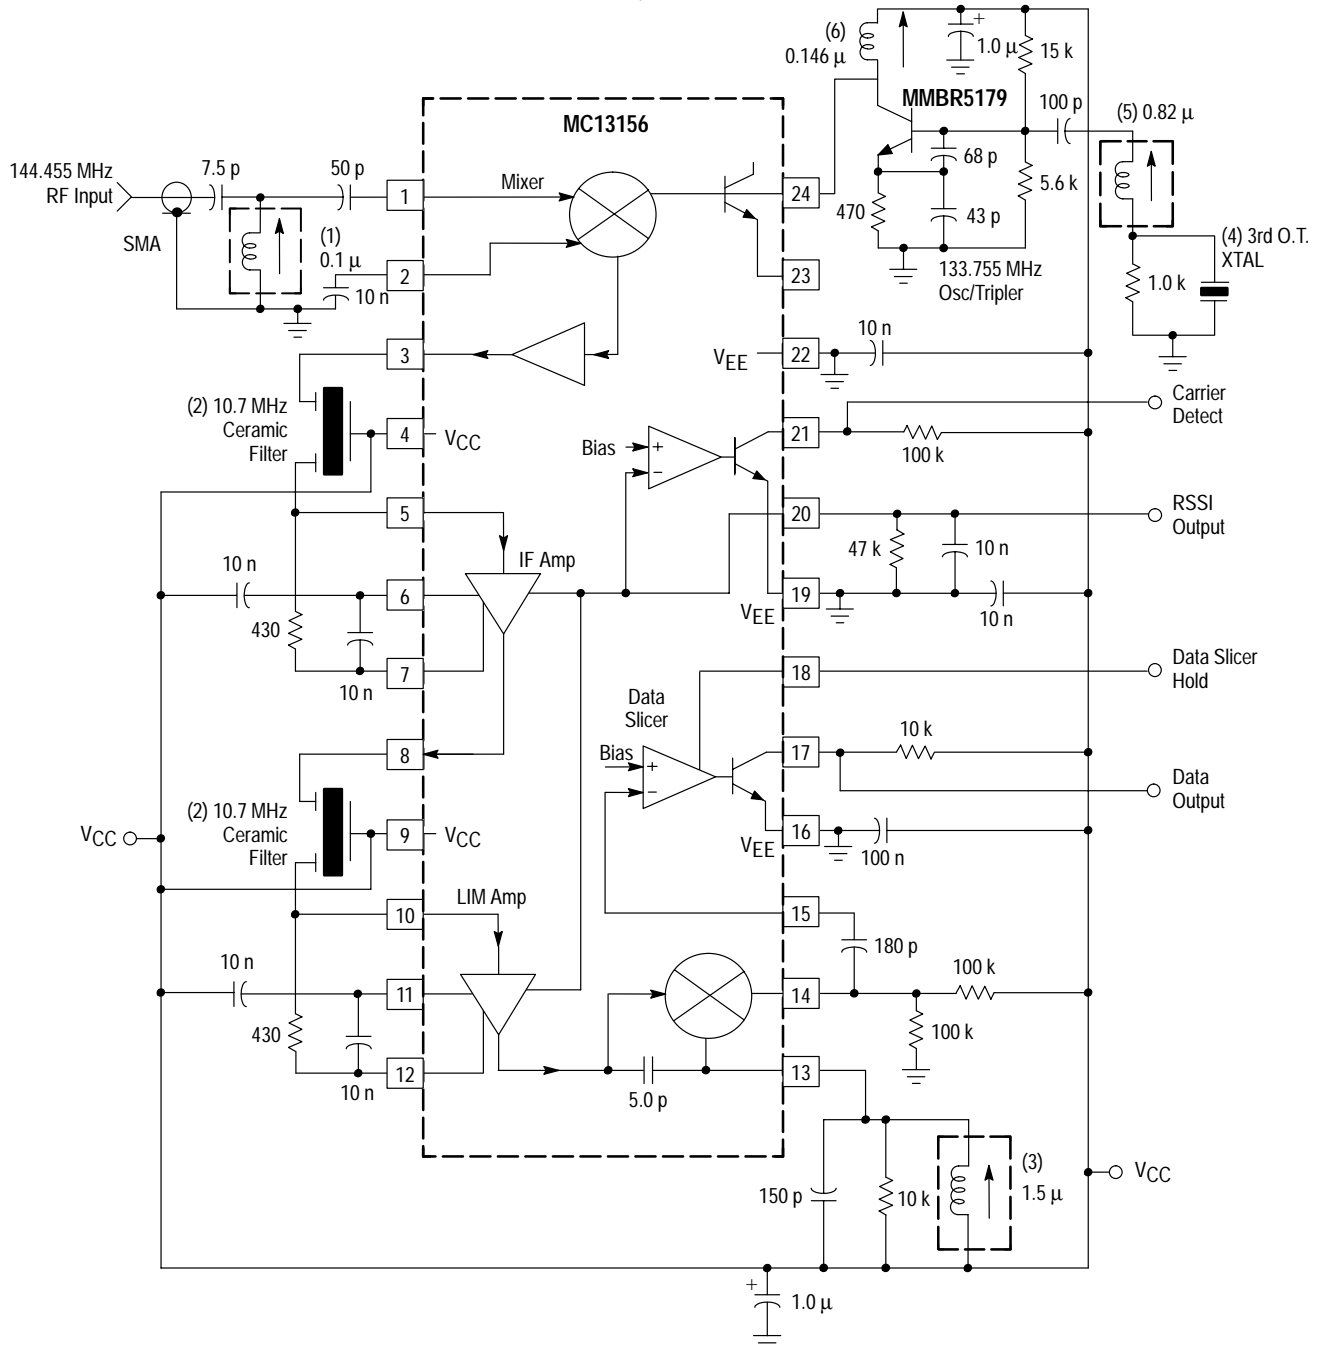 (6)
0.146 µ
+
1.0 µ
15 k
MMBR5179
100 p
(5) 0.82 µ
MC13156
144.455 MHz
RF Input
7.5 p
50 p
1
Mixer
24
68 p
5.6 k
470
43 p
SMA
(1)
0.1 µ
2
10 n
23
133.755 MHz
Osc/Tripler
1.0 k
(4) 3rd O.T.
XTAL
3
VEE
22
10 n
(2) 10.7 MHz
Ceramic
Filter
4
VCC
Bias
+
−
21
100 k
Carrier
Detect
5
20
RSSI
Output
47 k
10 n
10 n
IF Amp
6
VEE
19
10 n
430
10 n
7
18
Data Slicer
Hold
Data
Slicer
8
Bias
+
−
17
10 k
Data
Output
(2) 10.7 MHz
Ceramic
Filter
VCC
9
VCC
VEE
16
100 n
LIM Amp
10
15
180 p
10 n
11
14
100 k
100 k
430
10 n
12
5.0 p
13
150 p
10 k
(3)
1.5 µ
VCC
+
1.0 µ